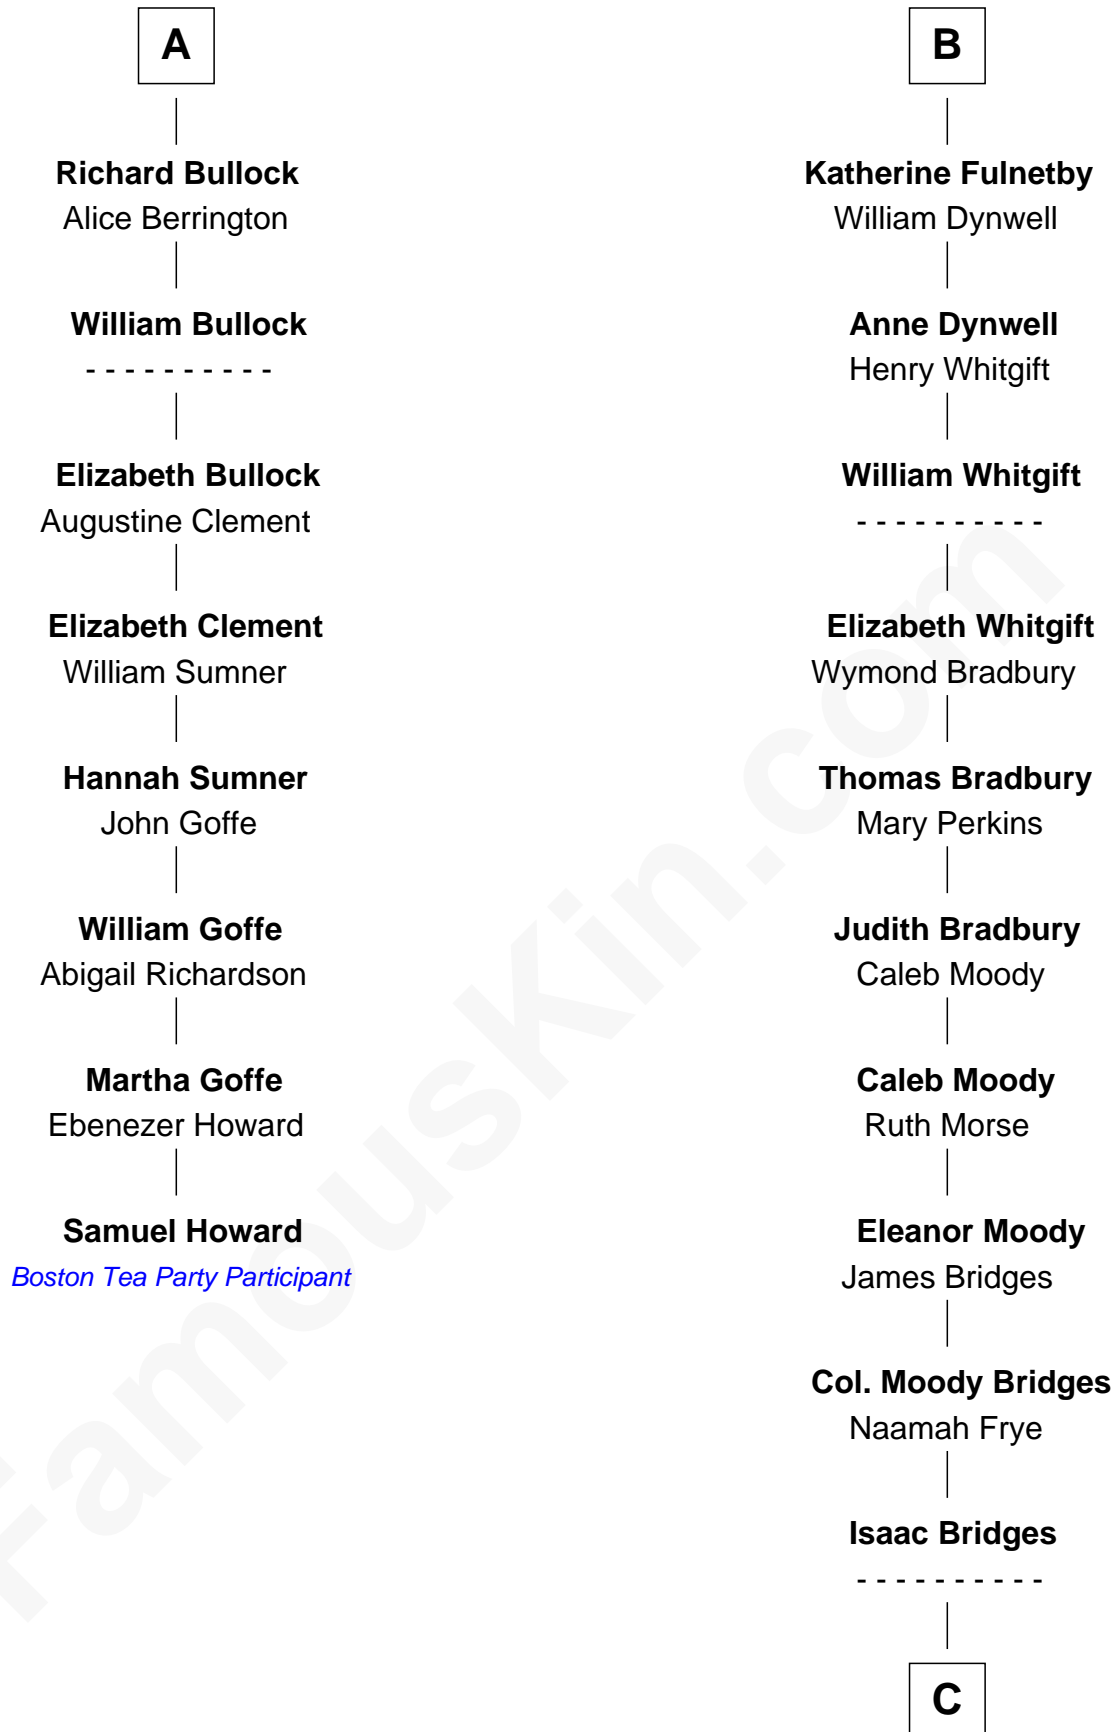 A
Richard Bullock
Alice Berrington
William Bullock
- - - - - - - - - -
Elizabeth Bullock
Augustine Clement
Elizabeth Clement
William Sumner
Hannah Sumner
John Goffe
William Goffe
Abigail Richardson
Martha Goffe
Ebenezer Howard
Samuel Howard
Boston Tea Party Participant
B
Katherine Fulnetby
William Dynwell
Anne Dynwell
Henry Whitgift
William Whitgift
- - - - - - - - - -
Elizabeth Whitgift
Wymond Bradbury
Thomas Bradbury
Mary Perkins
Judith Bradbury
Caleb Moody
Caleb Moody
Ruth Morse
Eleanor Moody
James Bridges
Col. Moody Bridges
Naamah Frye
Isaac Bridges
- - - - - - - - - -
C
FamousKin.com